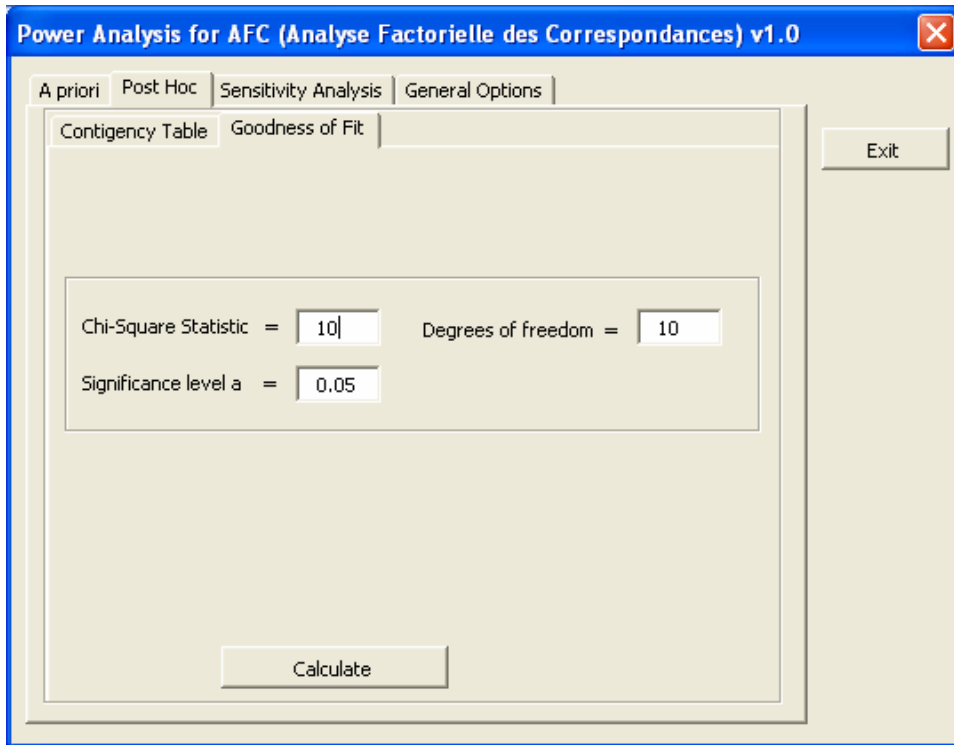 Power Analysis for AFC (Analyse Factorielle des Correspondances) v1.0
A priori Post Hoc Sensitivity Analysis General Options
Contigency Table Goodness of Fit
Exit
Chi-Square Statistic = 10 Degrees of freedom = 10
Significance level a = 0.05
Calculate